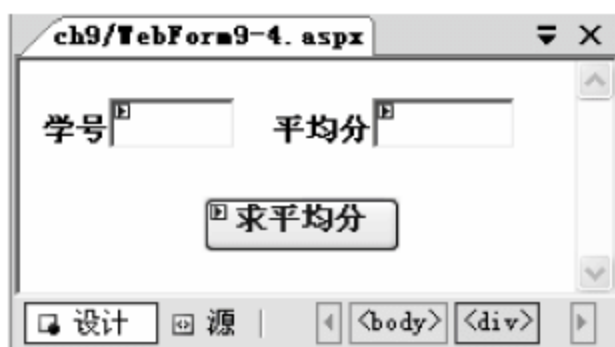 ch9/WebForm9-4.aspx
学号 平均分
求平均分
设计 源 <body> <div>